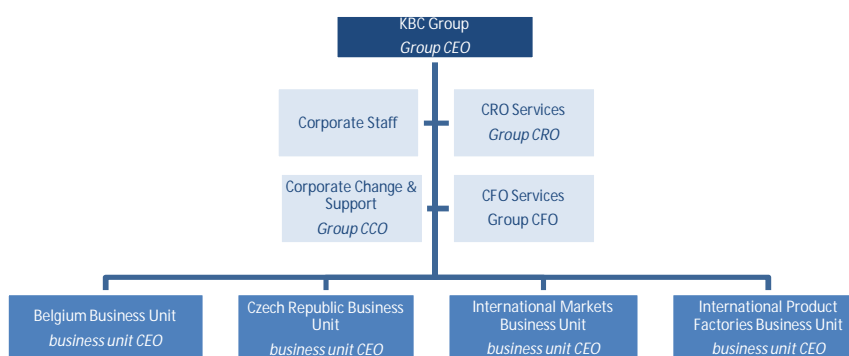 KBC Group
Group CEO
Corporate Staff
CRO Services
Group CRO
Corporate Change &
Support
Group CCO
CFO Services
Group CFO
Belgium Business Unit
business unit CEO
Czech Republic Business
Unit
business unit CEO
International Markets
Business Unit
business unit CEO
International Product
Factories Business Unit
business unit CEO